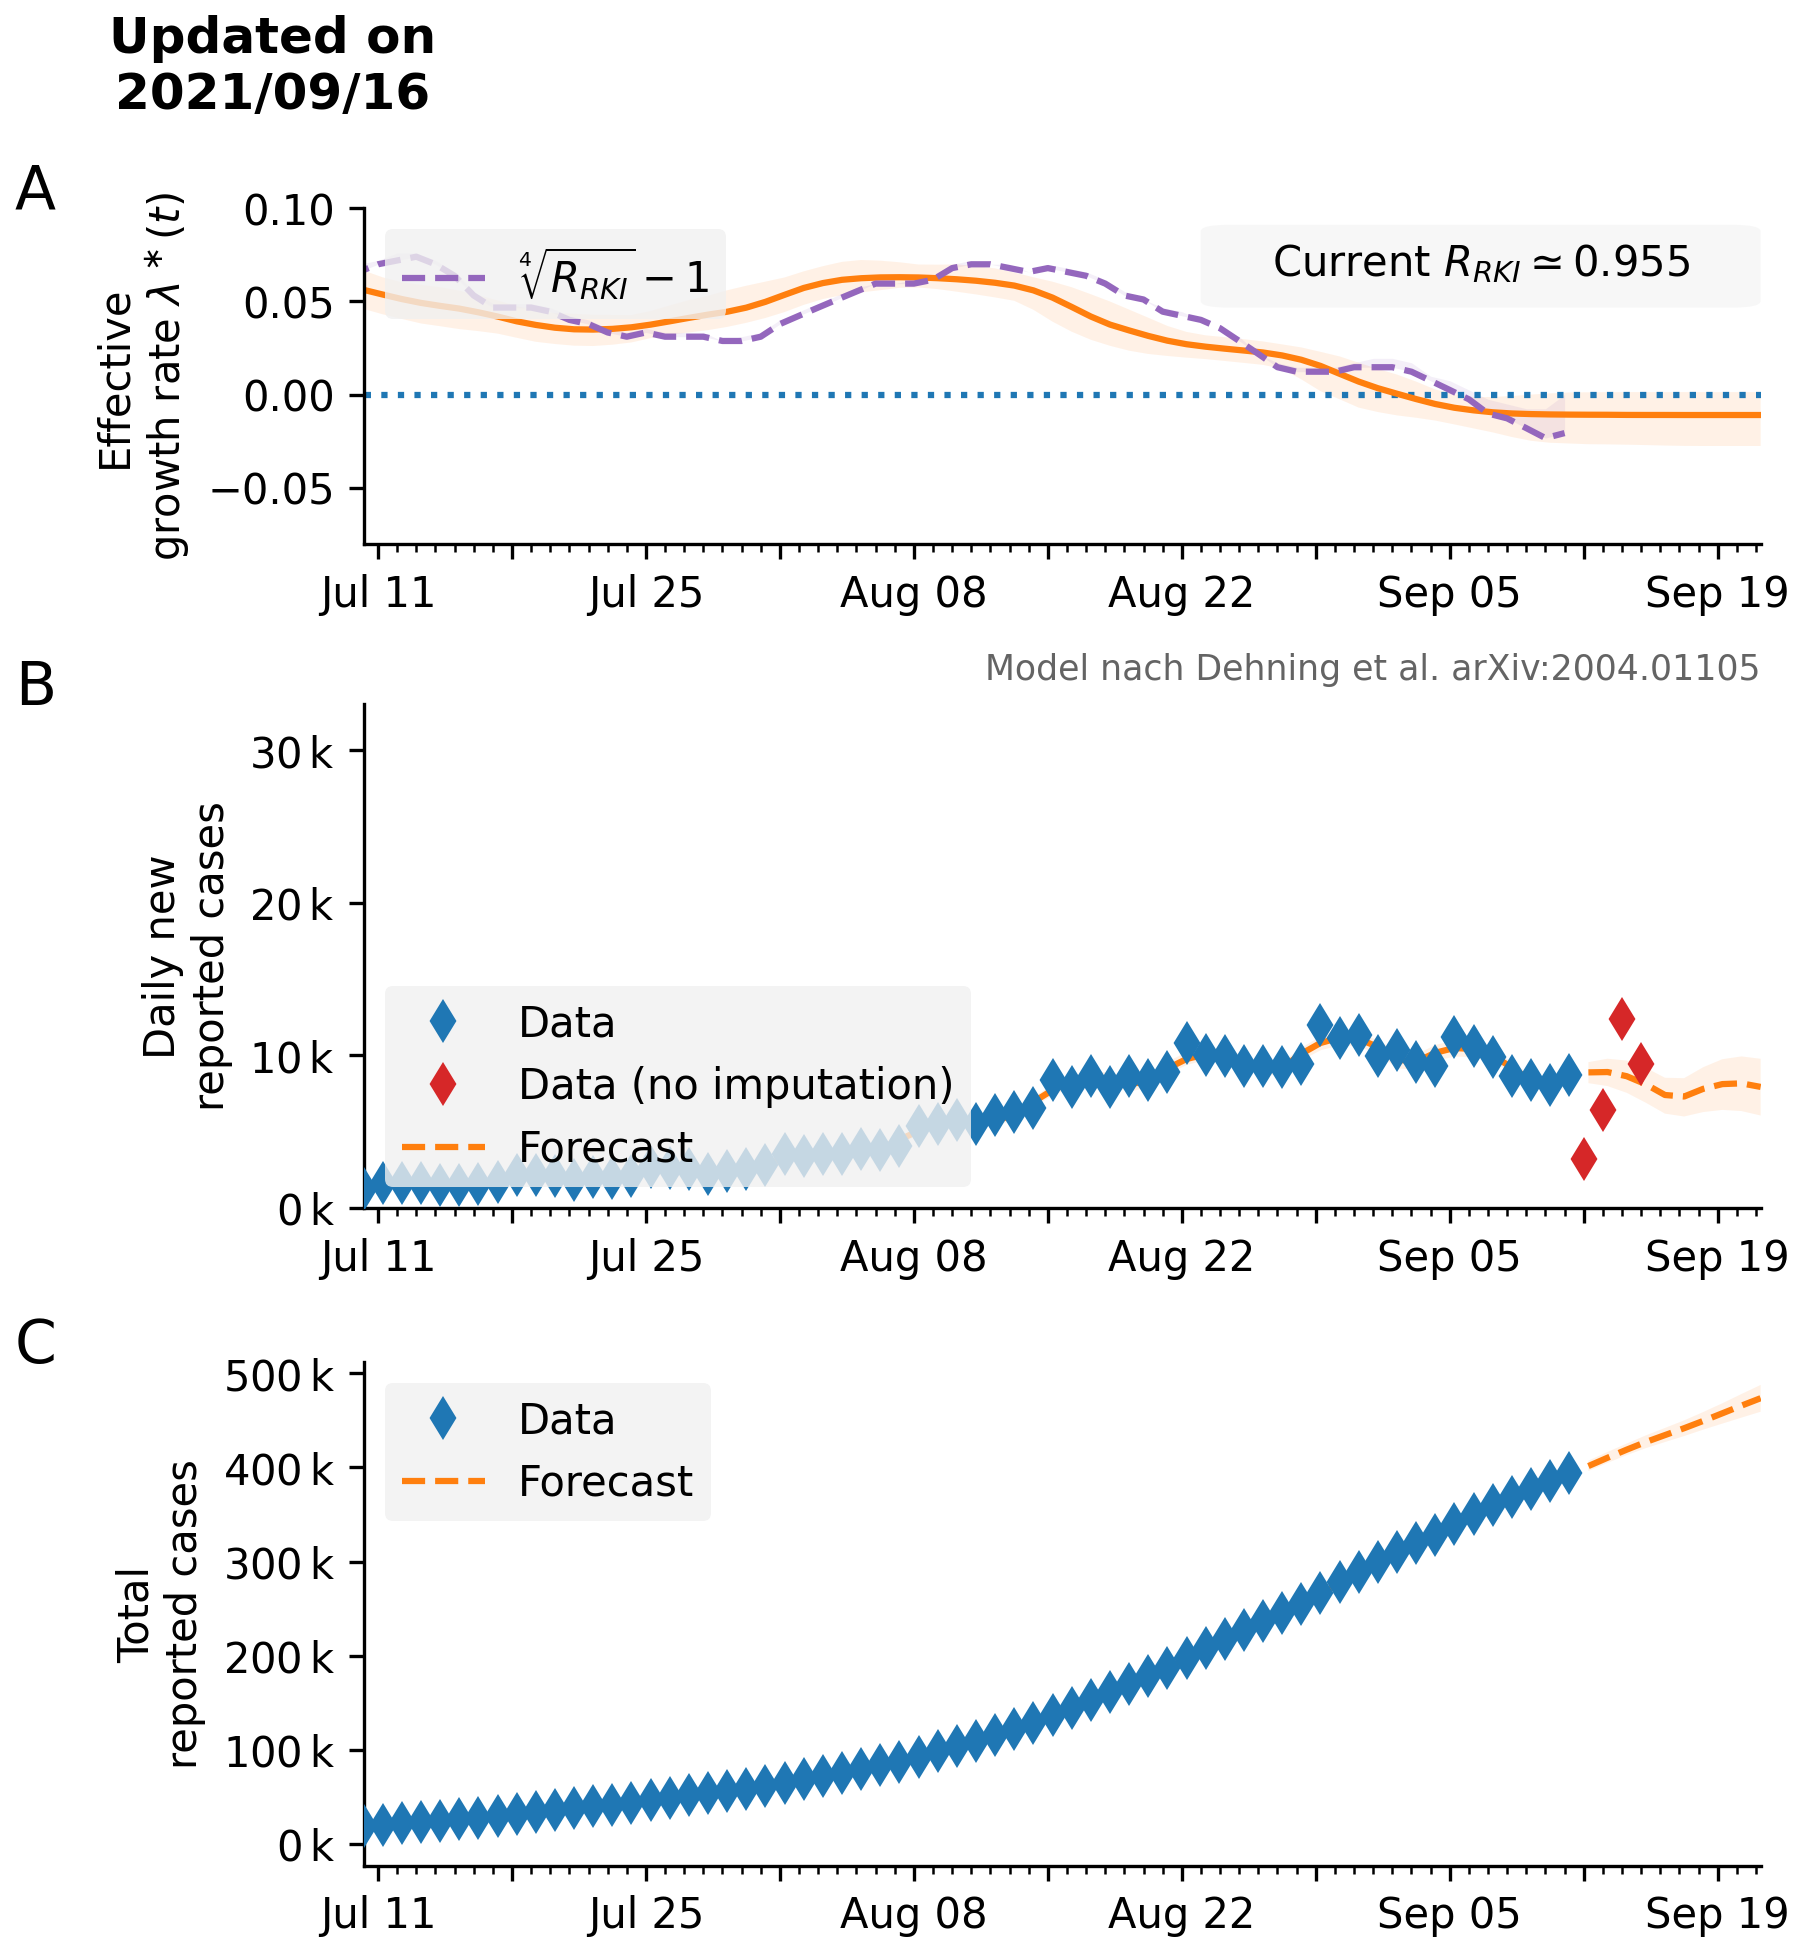 Updated on
2021/09/16
A
Effective
growth rate λ * (t)
0.10
0.05
0.00
−0.05
∜R_RKI − 1
Current R_RKI ≃ 0.955
Jul 11
Jul 25
Aug 08
Aug 22
Sep 05
Sep 19
Model nach Dehning et al. arXiv:2004.01105
B
Daily new
reported cases
30 k
20 k
10 k
0 k
Data
Data (no imputation)
Forecast
Jul 11
Jul 25
Aug 08
Aug 22
Sep 05
Sep 19
C
Total
reported cases
500 k
400 k
300 k
200 k
100 k
0 k
Data
Forecast
Jul 11
Jul 25
Aug 08
Aug 22
Sep 05
Sep 19